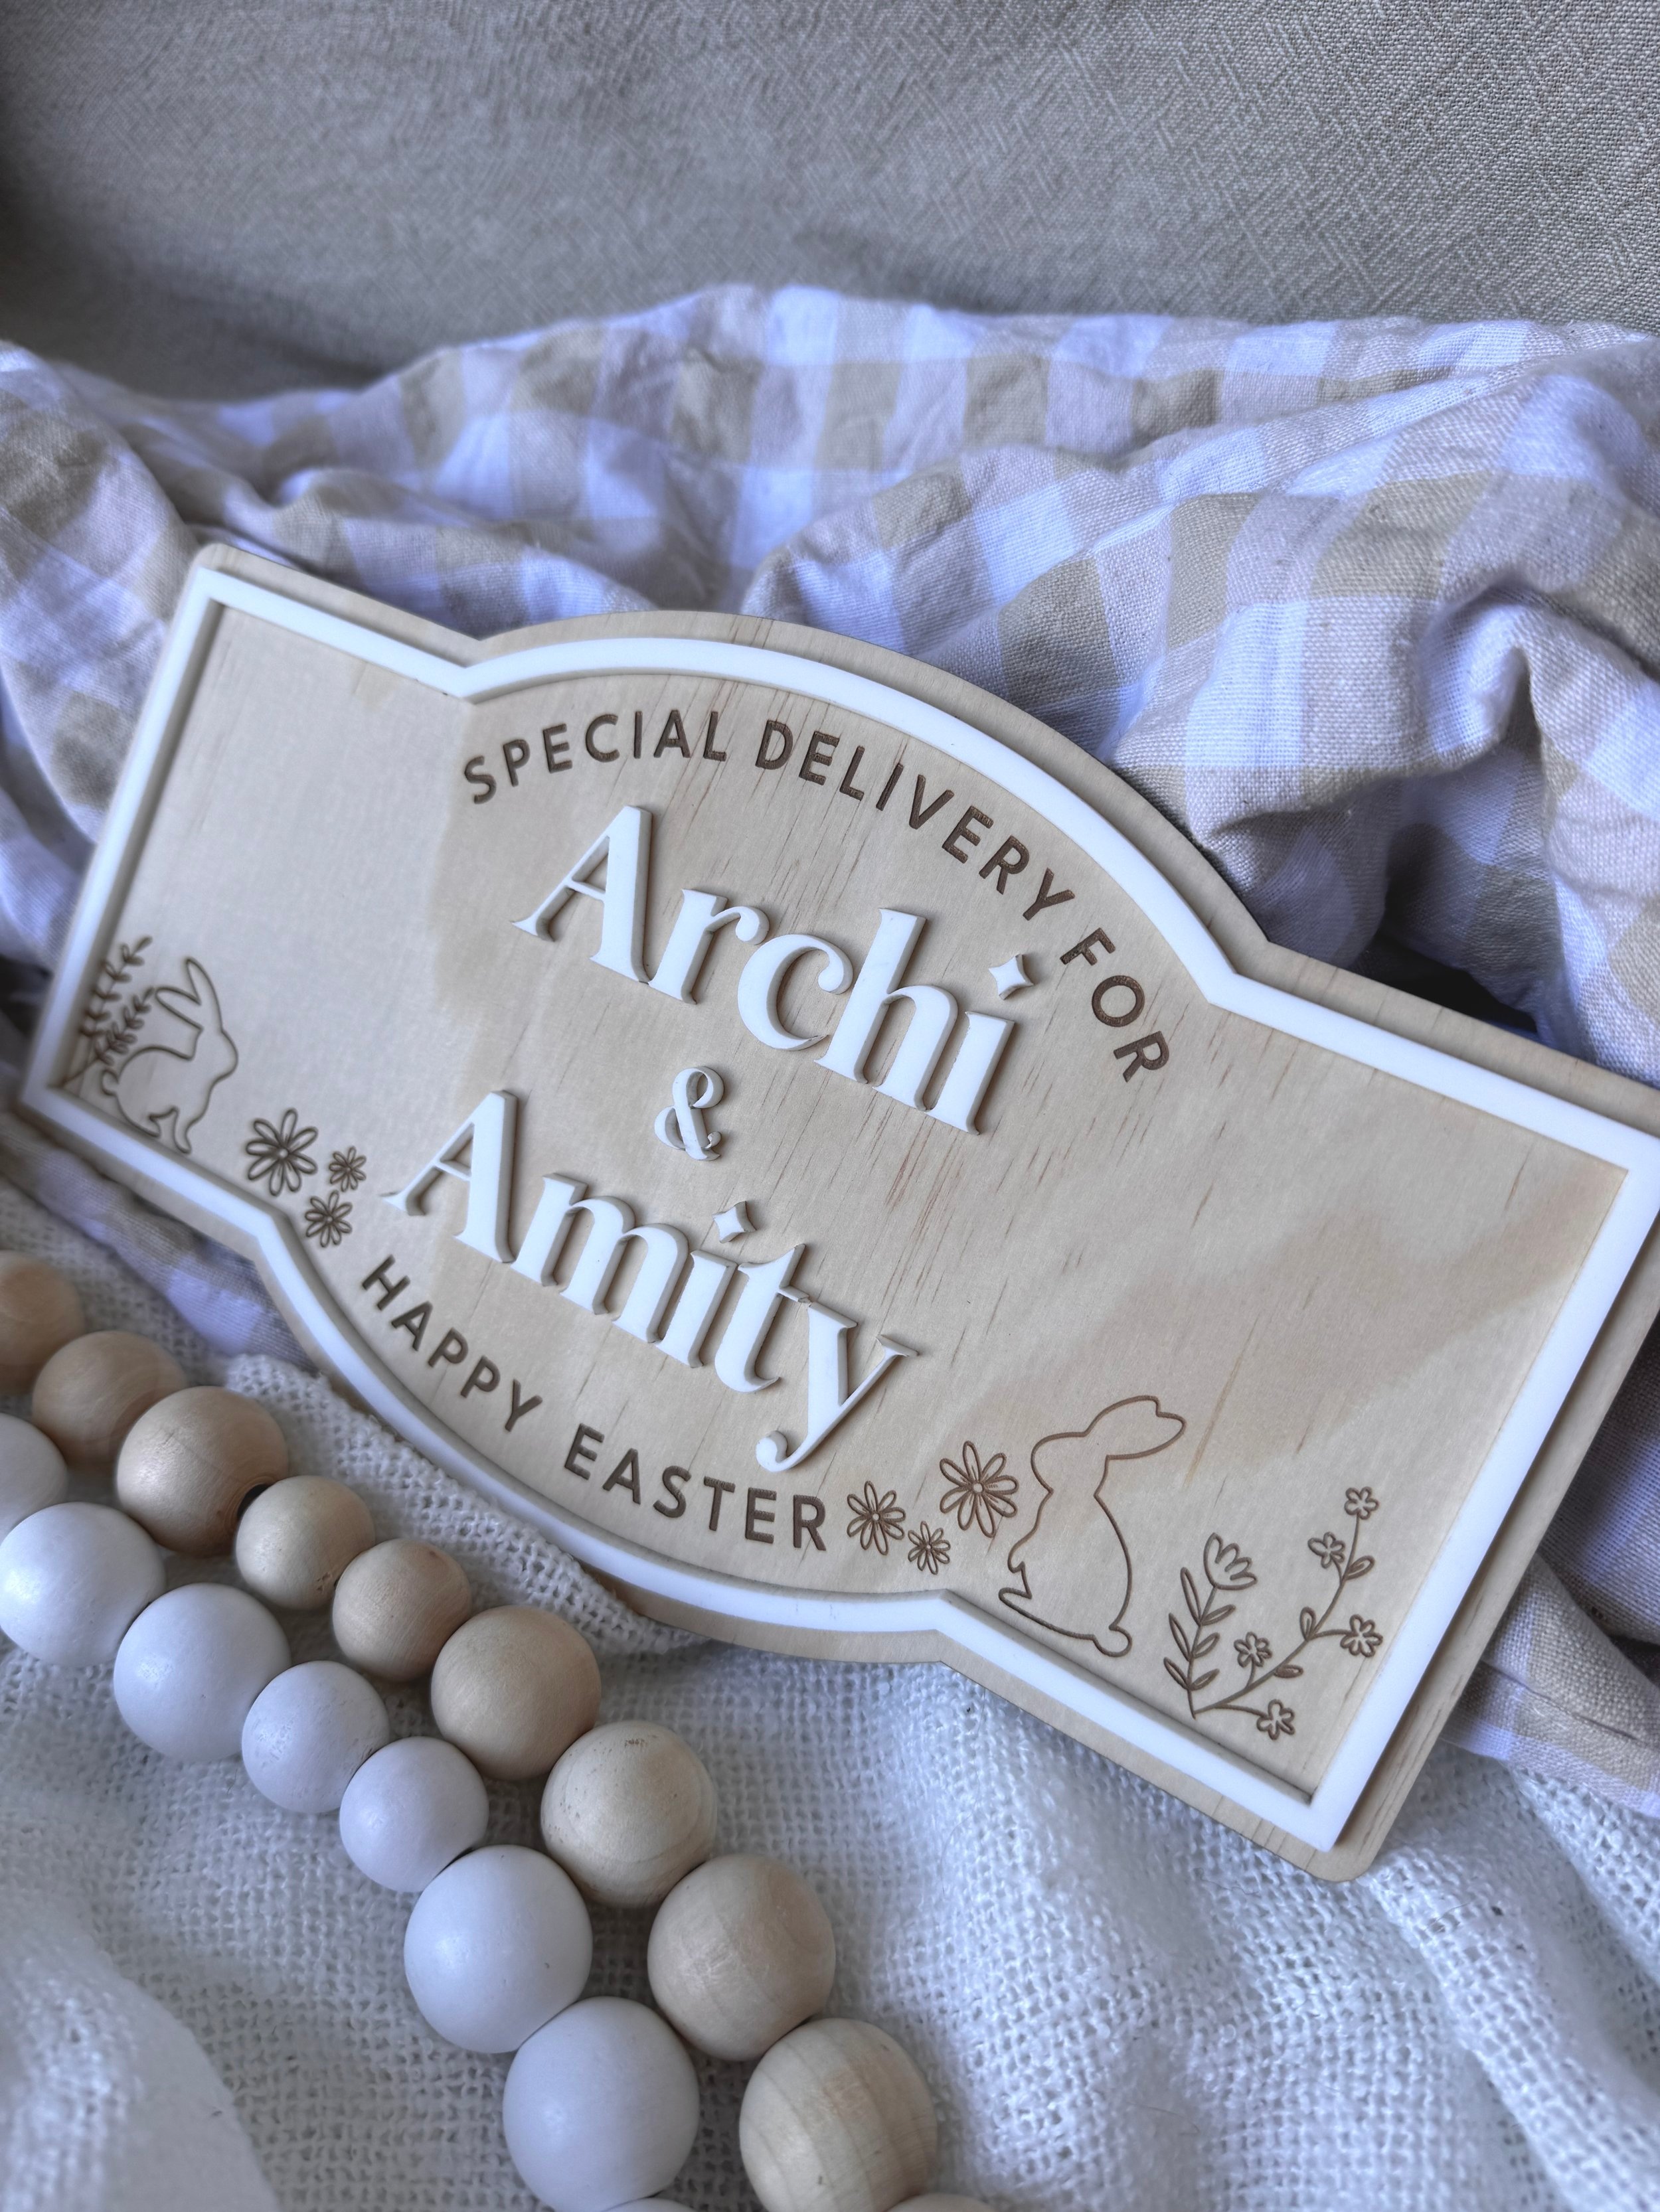 SPECIAL DELIVERY FOR
Archi
&
Amity
HAPPY EASTER